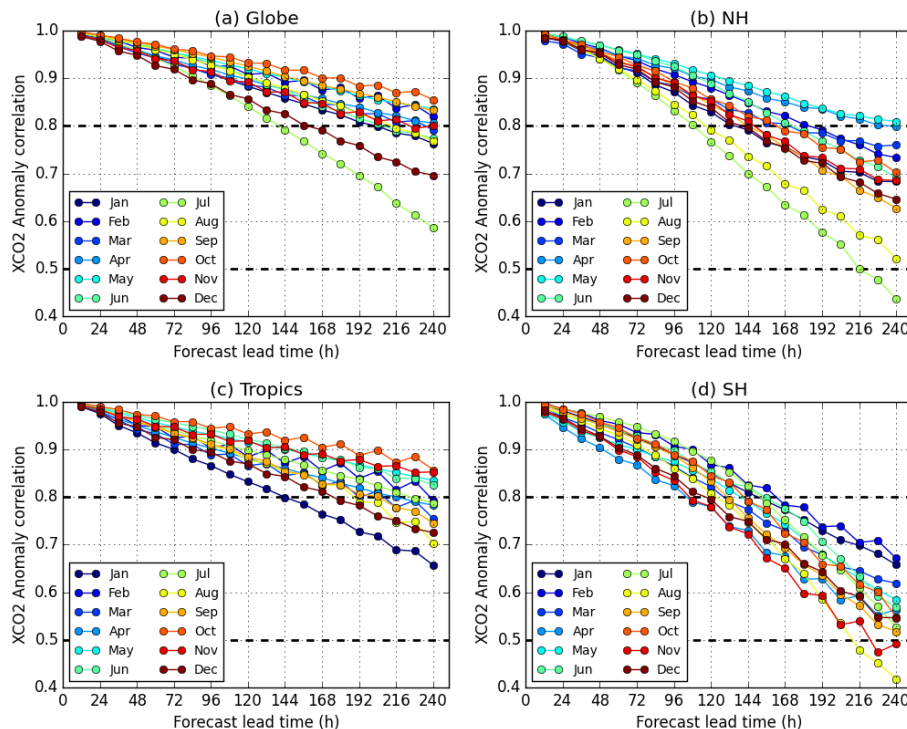 (a) Globe
XCO2 Anomaly correlation
1.0
0.9
0.8
0.7
0.6
0.5
0.4
Jan
Feb
Mar
Apr
May
Jun
Jul
Aug
Sep
Oct
Nov
Dec
0 24 48 72 96 120 144 168 192 216 240
Forecast lead time (h)
(b) NH
XCO2 Anomaly correlation
1.0
0.9
0.8
0.7
0.6
0.5
0.4
Jan
Feb
Mar
Apr
May
Jun
Jul
Aug
Sep
Oct
Nov
Dec
0 24 48 72 96 120 144 168 192 216 240
Forecast lead time (h)
(c) Tropics
XCO2 Anomaly correlation
1.0
0.9
0.8
0.7
0.6
0.5
0.4
Jan
Feb
Mar
Apr
May
Jun
Jul
Aug
Sep
Oct
Nov
Dec
0 24 48 72 96 120 144 168 192 216 240
Forecast lead time (h)
(d) SH
XCO2 Anomaly correlation
1.0
0.9
0.8
0.7
0.6
0.5
0.4
Jan
Feb
Mar
Apr
May
Jun
Jul
Aug
Sep
Oct
Nov
Dec
0 24 48 72 96 120 144 168 192 216 240
Forecast lead time (h)